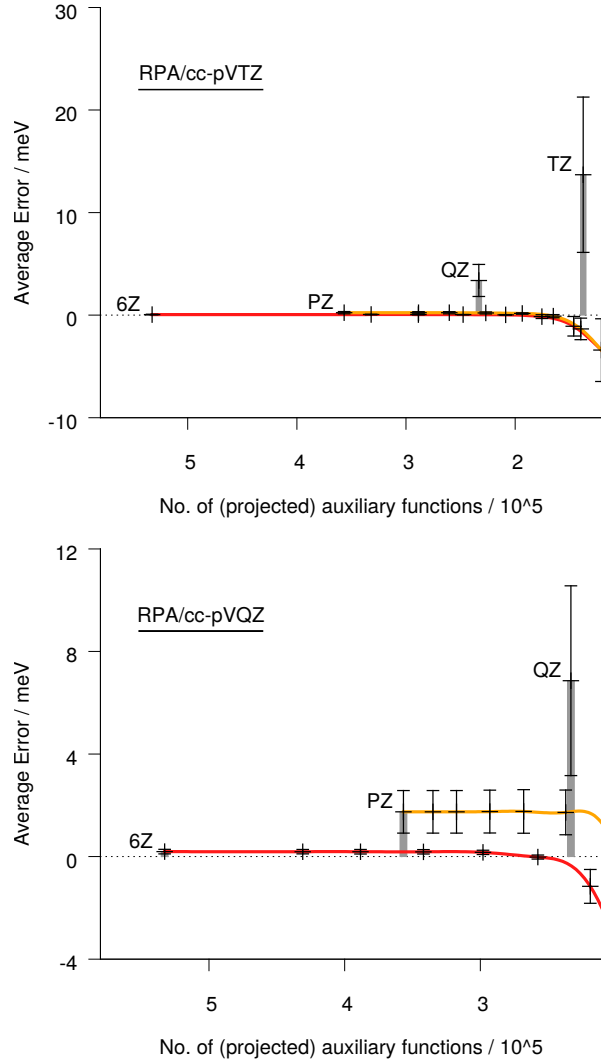 30
RPA/cc-pVTZ
20
TZ
10
QZ
6Z
PZ
0
-10
Average Error / meV
5 4 3 2
No. of (projected) auxiliary functions / 10^5
12
RPA/cc-pVQZ
8
QZ
4
PZ
6Z
0
-4
Average Error / meV
5 4 3
No. of (projected) auxiliary functions / 10^5